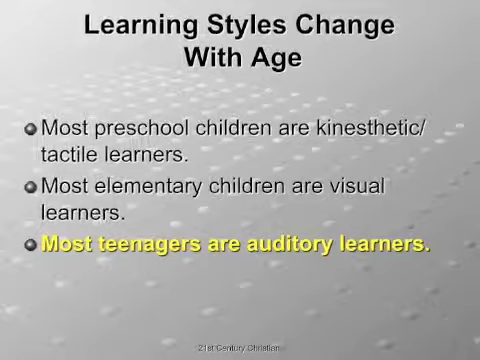 Learning Styles Change
With Age
Most preschool children are kinesthetic/
tactile learners.
Most elementary children are visual
learners.
Most teenagers are auditory learners.
21st Century Christian